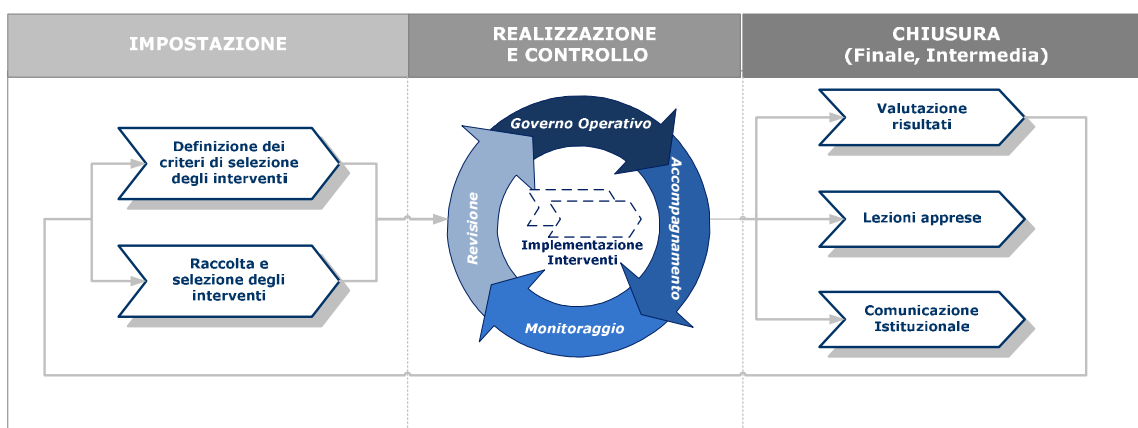 IMPOSTAZIONE
REALIZZAZIONE
E CONTROLLO
CHIUSURA
(Finale, Intermedia)
Definizione dei
criteri di selezione
degli interventi
Raccolta e
selezione degli
interventi
Governo Operativo
Accompagnamento
Monitoraggio
Revisione
Implementazione
Interventi
Valutazione
risultati
Lezioni apprese
Comunicazione
Istituzionale